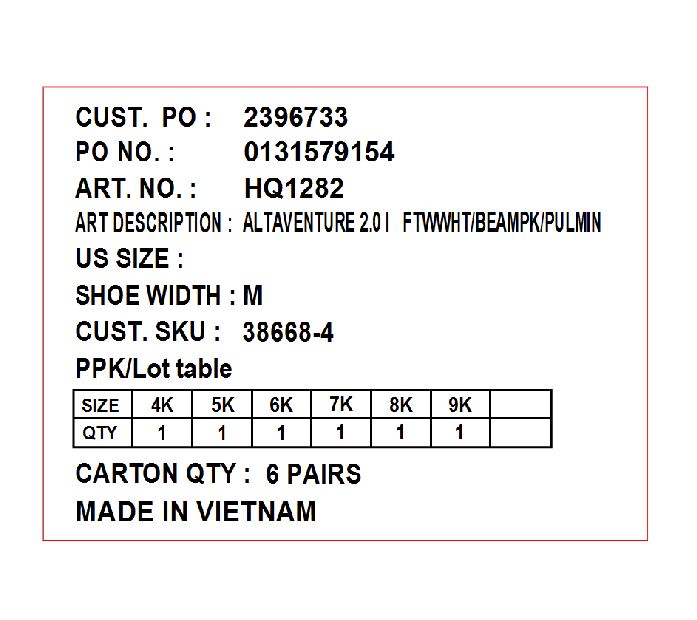 CUST. PO : 2396733
PO NO. : 0131579154
ART. NO. : HQ1282
ART DESCRIPTION : ALTAVENTURE 2.0 I FTWWHT/BEAMPK/PULMIN
US SIZE :
SHOE WIDTH : M
CUST. SKU : 38668-4
PPK/Lot table
SIZE 4K 5K 6K 7K 8K 9K
QTY 1 1 1 1 1 1
CARTON QTY : 6 PAIRS
MADE IN VIETNAM